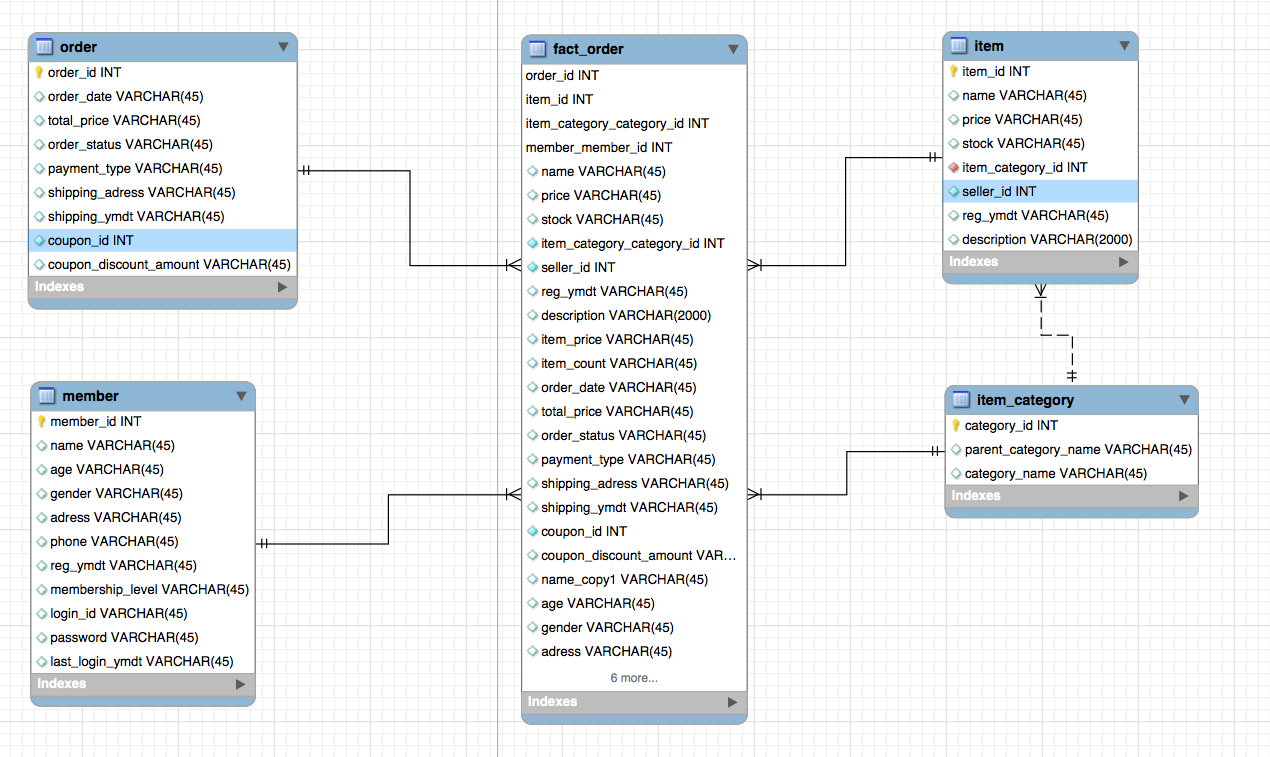 order
order_id INT
order_date VARCHAR(45)
total_price VARCHAR(45)
order_status VARCHAR(45)
payment_type VARCHAR(45)
shipping_adress VARCHAR(45)
shipping_ymdt VARCHAR(45)
coupon_id INT
coupon_discount_amount VARCHAR(45)
Indexes
member
member_id INT
name VARCHAR(45)
age VARCHAR(45)
gender VARCHAR(45)
adress VARCHAR(45)
phone VARCHAR(45)
reg_ymdt VARCHAR(45)
membership_level VARCHAR(45)
login_id VARCHAR(45)
password VARCHAR(45)
last_login_ymdt VARCHAR(45)
Indexes
fact_order
order_id INT
item_id INT
item_category_category_id INT
member_member_id INT
name VARCHAR(45)
price VARCHAR(45)
stock VARCHAR(45)
item_category_category_id INT
seller_id INT
reg_ymdt VARCHAR(45)
description VARCHAR(2000)
item_price VARCHAR(45)
item_count VARCHAR(45)
order_date VARCHAR(45)
total_price VARCHAR(45)
order_status VARCHAR(45)
payment_type VARCHAR(45)
shipping_adress VARCHAR(45)
shipping_ymdt VARCHAR(45)
coupon_id INT
coupon_discount_amount VAR...
name_copy1 VARCHAR(45)
age VARCHAR(45)
gender VARCHAR(45)
adress VARCHAR(45)
6 more...
Indexes
item
item_id INT
name VARCHAR(45)
price VARCHAR(45)
stock VARCHAR(45)
item_category_id INT
seller_id INT
reg_ymdt VARCHAR(45)
description VARCHAR(2000)
Indexes
item_category
category_id INT
parent_category_name VARCHAR(45)
category_name VARCHAR(45)
Indexes